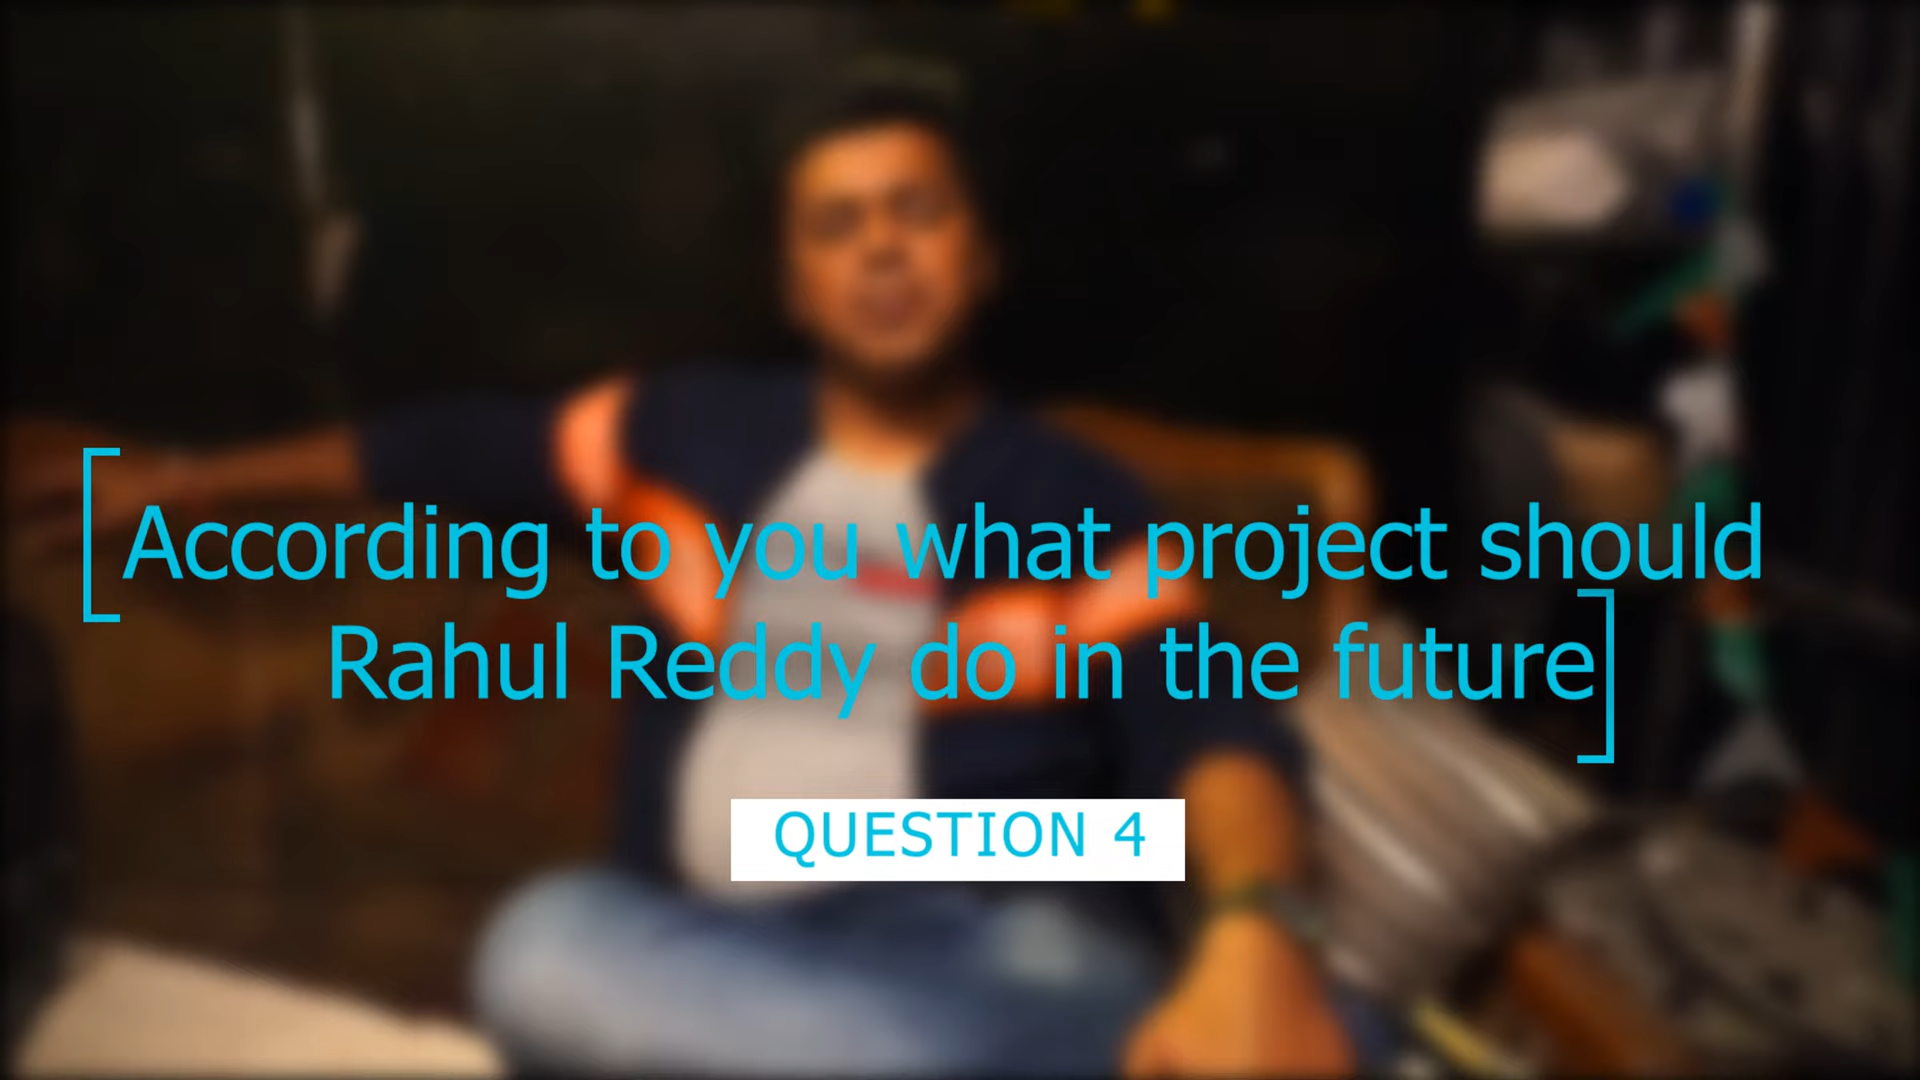 According to you what project should
Rahul Reddy do in the future
QUESTION 4